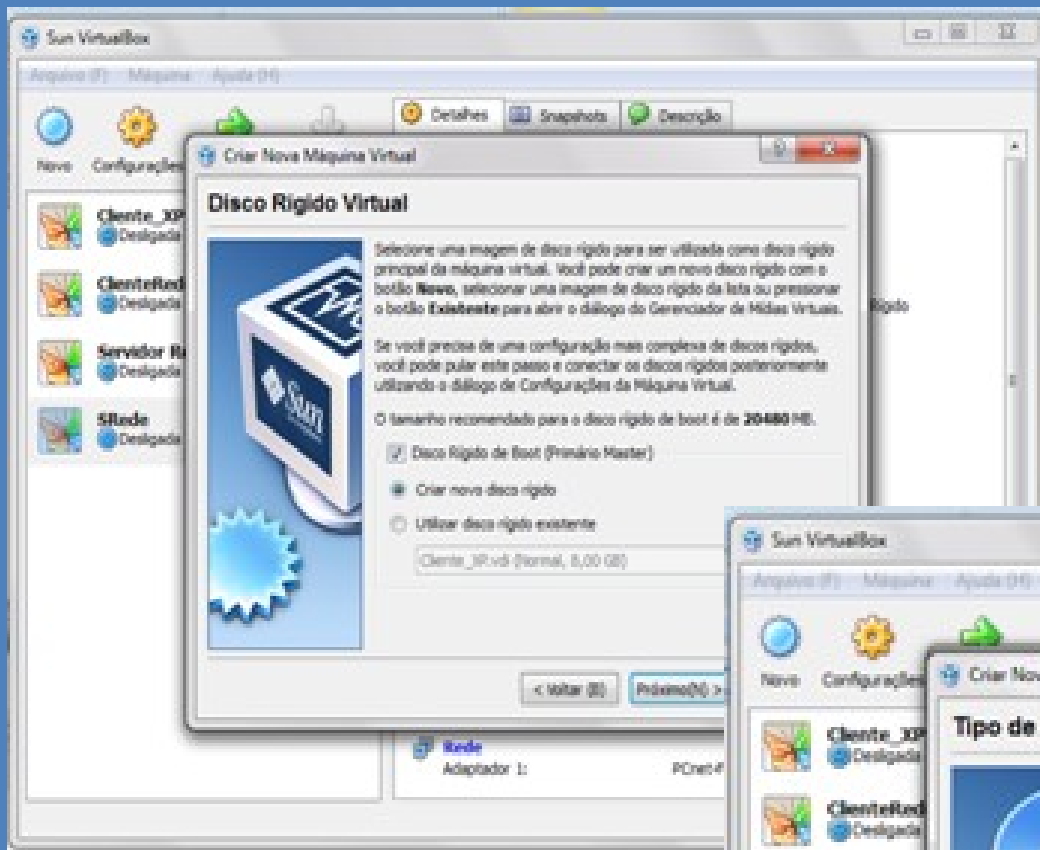 Sun VirtualBox
Arquivo (F) Máquina Ajuda (H)
Novo Configurações
Detalhes Snapshots Descrição
Cliente_XP
Desligada
ClienteRed
Desligada
Servidor R
Desligada
SRede
Desligada
Criar Nova Máquina Virtual
Disco Rígido Virtual
Selecione uma imagem de disco rígido para ser utilizada como disco rígido
principal da máquina virtual. Você pode criar um novo disco rígido com o
botão Novo, selecionar uma imagem de disco rígido da lista ou pressionar
o botão Existente para abrir o diálogo do Gerenciador de Mídias Virtuais.
Se você precisa de uma configuração mais complexa de discos rígidos,
você pode pular este passo e conectar os discos rígidos posteriormente
utilizando o diálogo de Configurações da Máquina Virtual.
O tamanho recomendado para o disco rígido de boot é de 20480 MB.
Disco Rígido de Boot (Primário Master)
Criar novo disco rígido
Utilizar disco rígido existente
Cliente_XP.vdi (Normal, 8,00 GB)
< Voltar (B) Próximo(N) >
Sun
Rígido
Rede
Adaptador 1: PCnet-F
Sun VirtualBox
Arquivo (F) Máquina Ajuda (H)
Novo Configurações
Cliente_XP
Desligada
ClienteRed
Desligada
Criar Nov
Tipo de